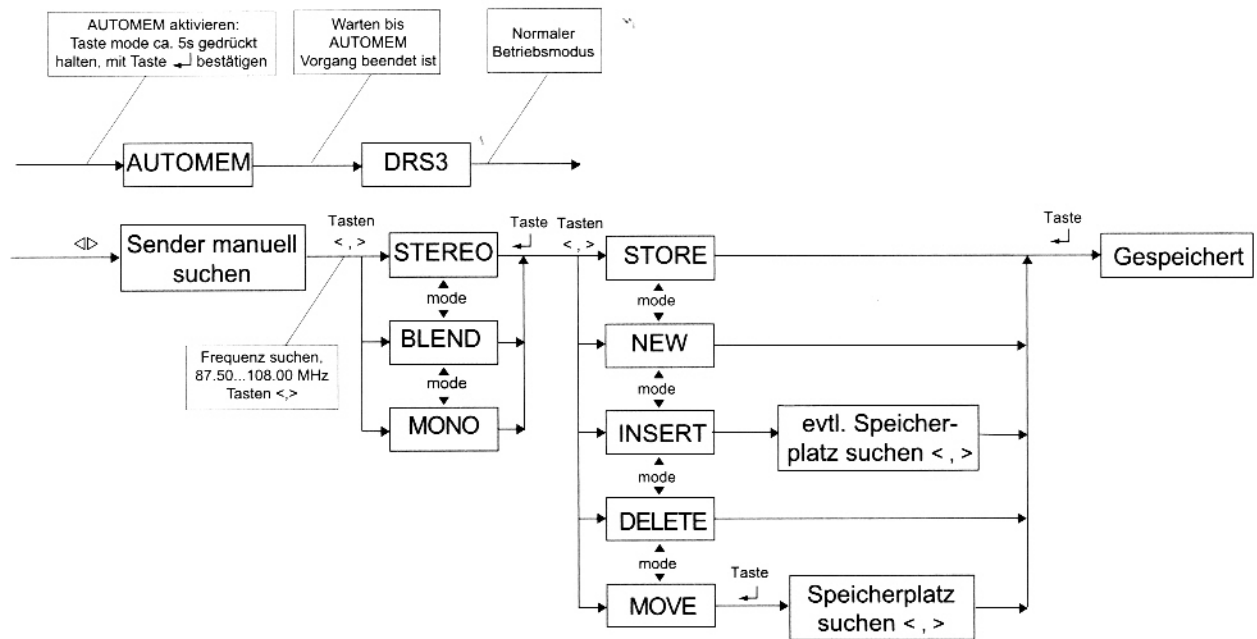 AUTOMEM aktivieren:
Taste mode ca. 5s gedrückt
halten, mit Taste ↵ bestätigen
Warten bis
AUTOMEM
Vorgang beendet ist
Normaler
Betriebsmodus
AUTOMEM
DRS3
Sender manuell
suchen
Tasten
< , >
STEREO
mode
BLEND
mode
MONO
Frequenz suchen,
87.50...108.00 MHz
Tasten <,>
Taste
↵
Tasten
< , >
STORE
mode
NEW
mode
INSERT
evtl. Speicher-
platz suchen < , >
mode
DELETE
mode
MOVE
Taste
↵
Speicherplatz
suchen < , >
Taste
↵
Gespeichert